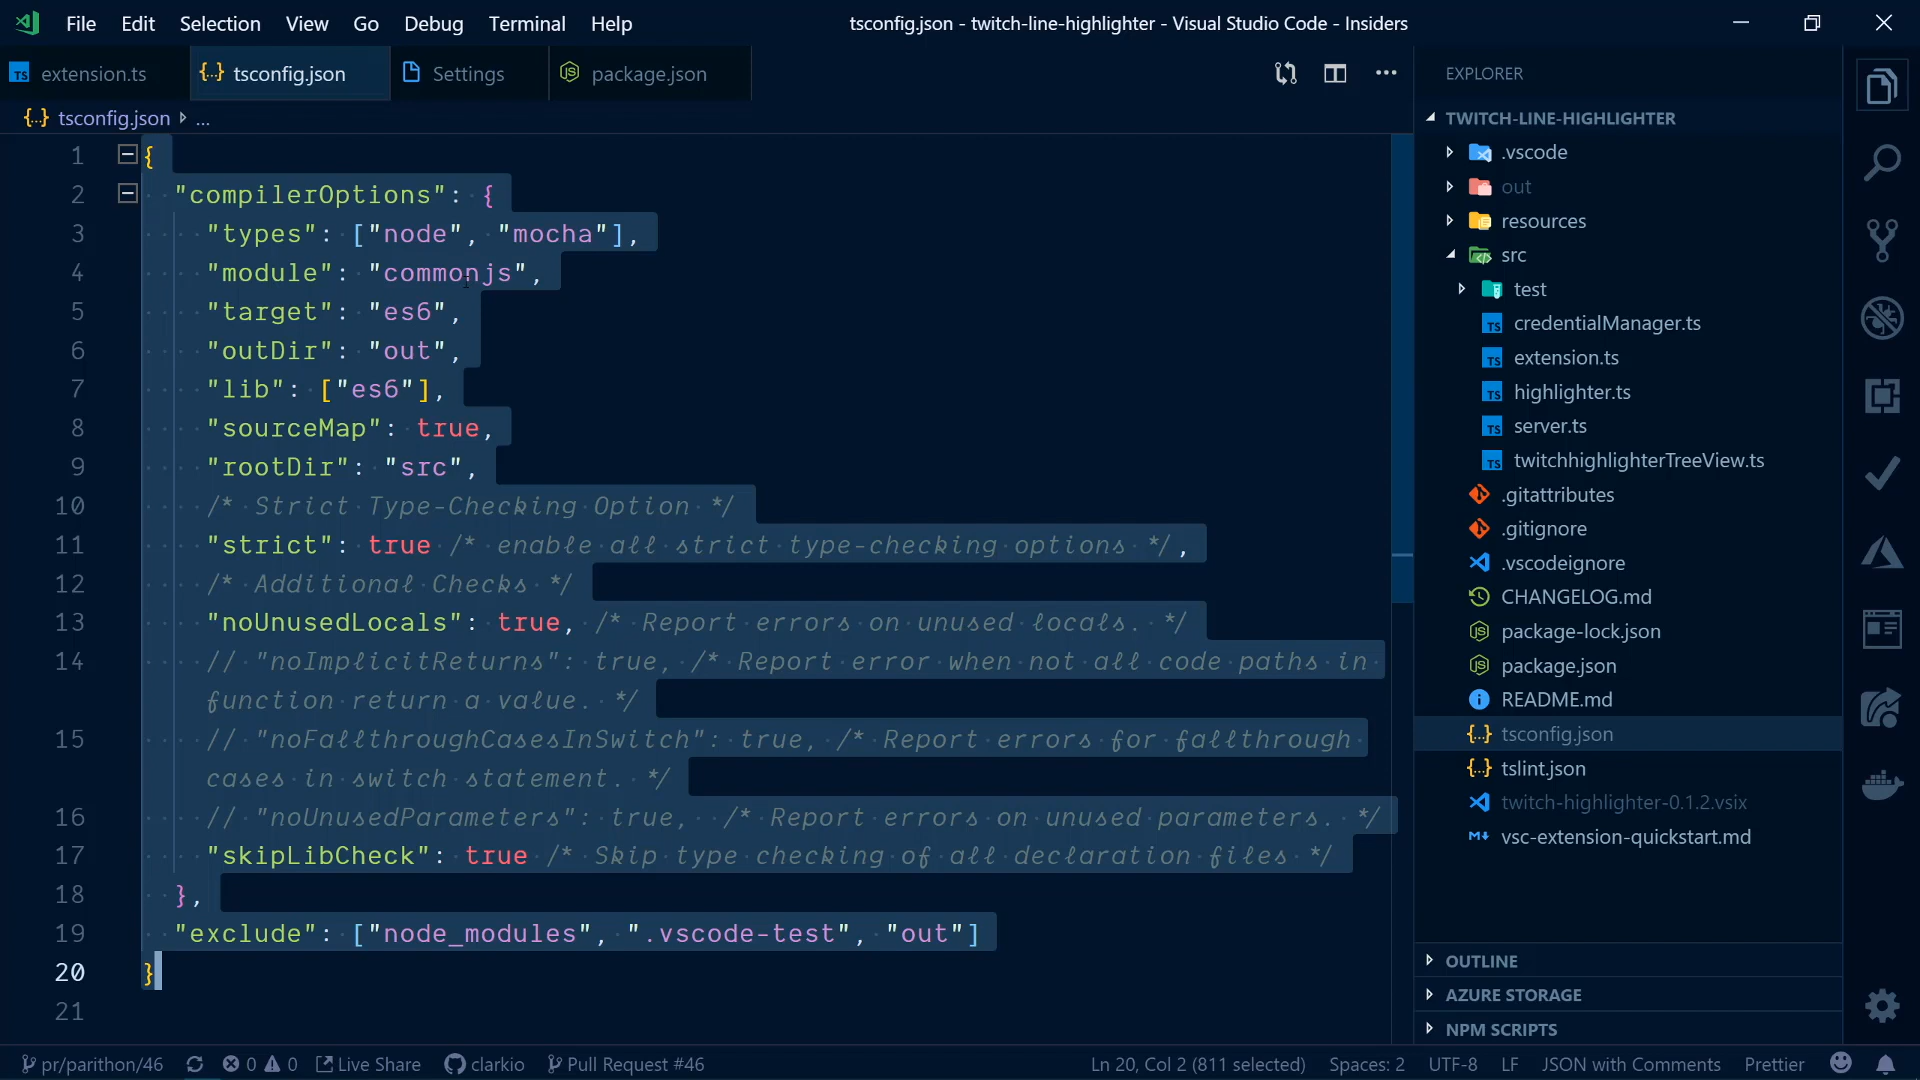 File Edit Selection View Go Debug Terminal Help
tsconfig.json - twitch-line-highlighter - Visual Studio Code - Insiders
TS extension.ts
{..} tsconfig.json
Settings
JS package.json
{..} tsconfig.json ...
1 {
2 "compilerOptions": {
3 "types": ["node", "mocha"],
4 "module": "commonjs",
5 "target": "es6",
6 "outDir": "out",
7 "lib": ["es6"],
8 "sourceMap": true,
9 "rootDir": "src",
10 /* Strict Type-Checking Option */
11 "strict": true /* enable all strict type-checking options */,
12 /* Additional Checks */
13 "noUnusedLocals": true, /* Report errors on unused locals. */
14 // "noImplicitReturns": true, /* Report error when not all code paths in
function return a value. */
15 // "noFallthroughCasesInSwitch": true, /* Report errors for fallthrough
cases in switch statement. */
16 // "noUnusedParameters": true, /* Report errors on unused parameters. */
17 "skipLibCheck": true /* Skip type checking of all declaration files */
18 },
19 "exclude": ["node_modules", ".vscode-test", "out"]
20 }
21
EXPLORER
TWITCH-LINE-HIGHLIGHTER
.vscode
out
resources
src
test
TS credentialManager.ts
TS extension.ts
TS highlighter.ts
TS server.ts
TS twitchhighlighterTreeView.ts
.gitattributes
.gitignore
.vscodeignore
CHANGELOG.md
JS package-lock.json
JS package.json
README.md
{..} tsconfig.json
{..} tslint.json
twitch-highlighter-0.1.2.vsix
M vsc-extension-quickstart.md
OUTLINE
AZURE STORAGE
NPM SCRIPTS
pr/parithon/46 0 0 Live Share clarkio Pull Request #46
Ln 20, Col 2 (811 selected) Spaces: 2 UTF-8 LF JSON with Comments Prettier